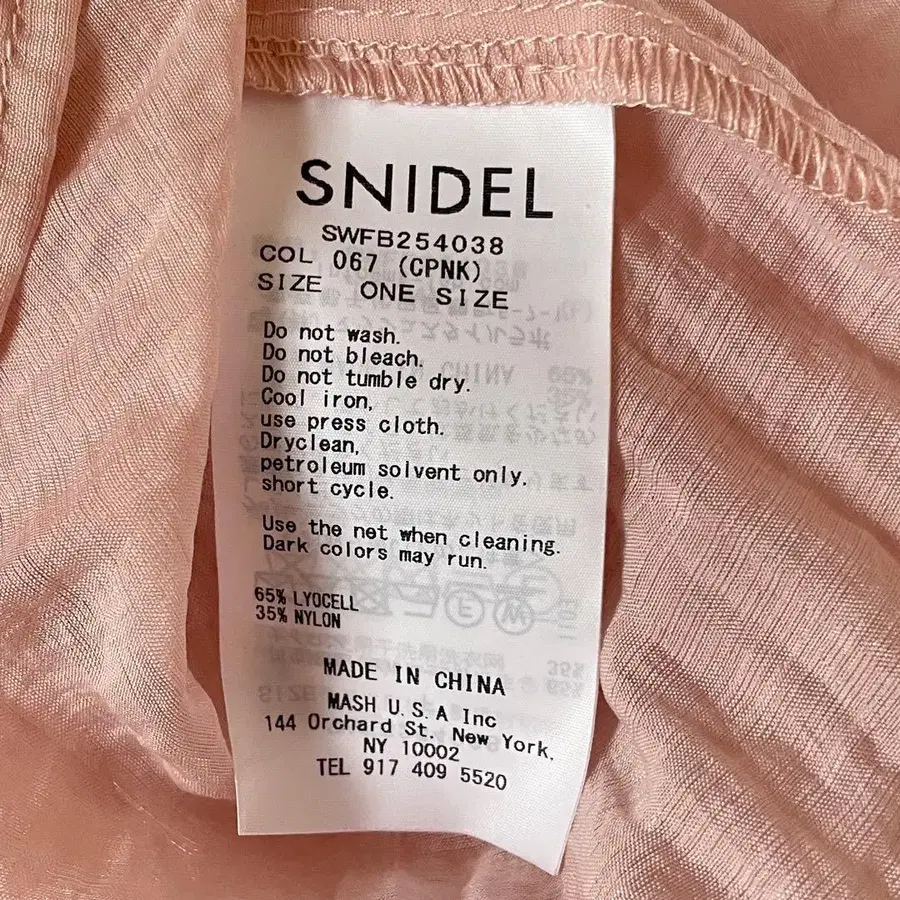 SNIDEL
SWFB254038
COL 067 (CPNK)
SIZE ONE SIZE
Do not wash.
Do not bleach.
Do not tumble dry.
Cool iron,
use press cloth.
Dryclean,
petroleum solvent only.
short cycle.
Use the net when cleaning.
Dark colors may run.
65% LYOCELL
35% NYLON
MADE IN CHINA
MASH U.S.A Inc
144 Orchard St. New York,
NY 10002
TEL 917 409 5520